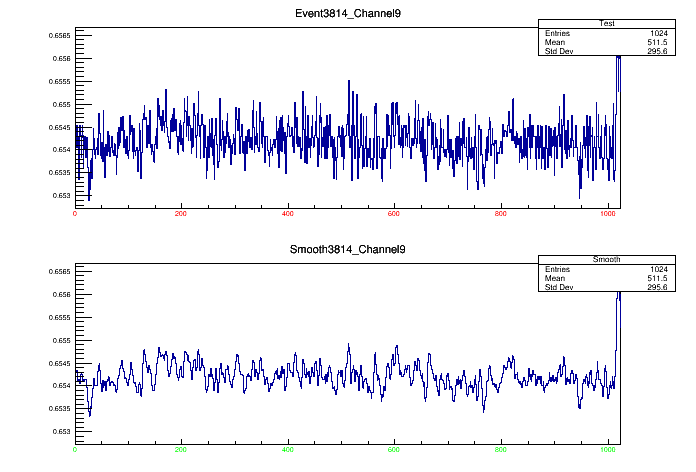 Event3814_Channel9
Test
Entries 1024
Mean 511.5
Std Dev 295.6
0.6565
0.656
0.6555
0.655
0.6545
0.654
0.6535
0.653
0 200 400 600 800 1000
Smooth3814_Channel9
Smooth
Entries 1024
Mean 511.5
Std Dev 295.6
0.6565
0.656
0.6555
0.655
0.6545
0.654
0.6535
0.653
0 200 400 600 800 1000